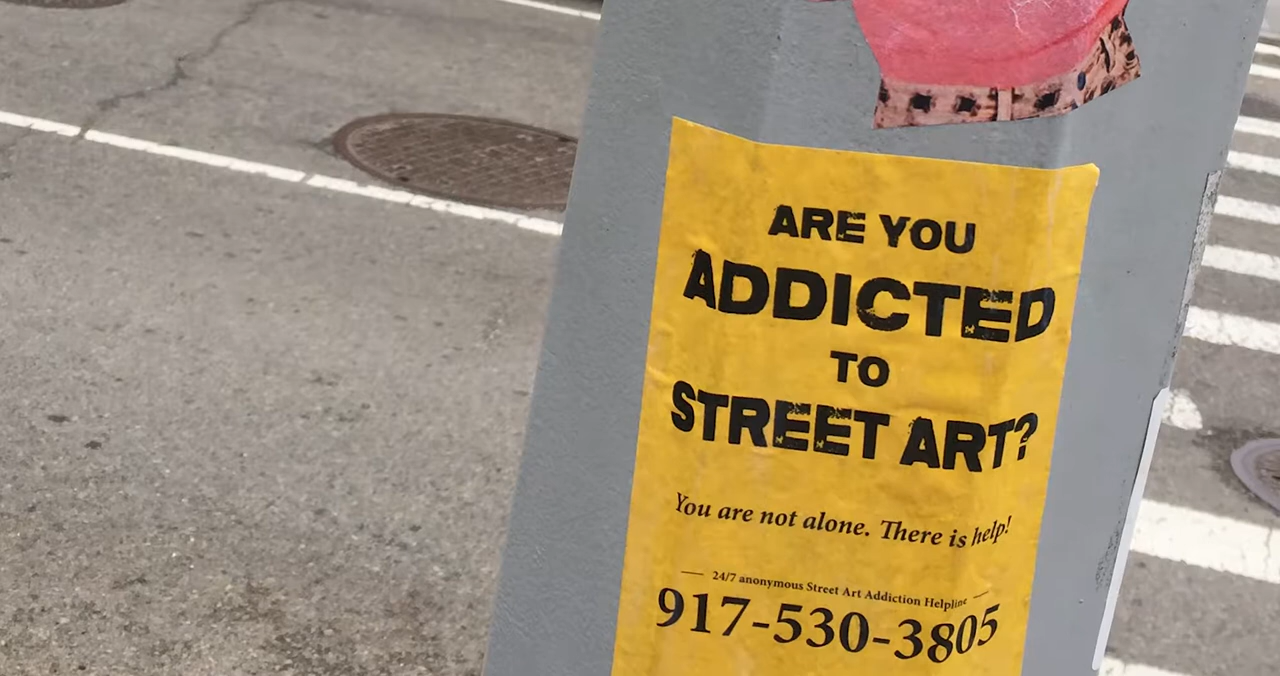 ARE YOU
ADDICTED
TO
STREET ART?
You are not alone. There is help!
24/7 anonymous Street Art Addiction Helpline
917-530-3805